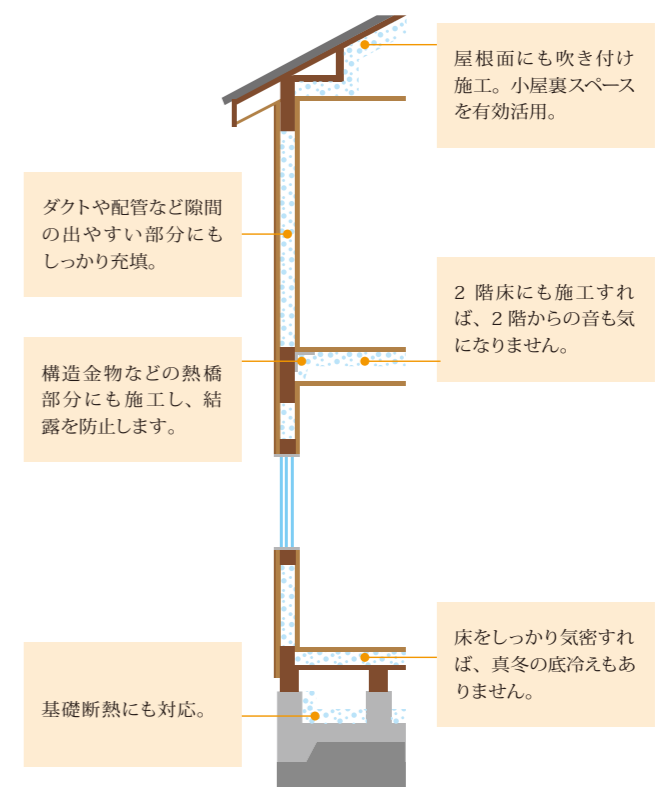 屋根面にも吹き付け
施工。小屋裏スペース
を有効活用。
ダクトや配管など隙間
の出やすい部分にも
しっかり充填。
2 階床にも施工すれ
ば、2 階からの音も気
になりません。
構造金物などの熱橋
部分にも施工し、結
露を防止します。
床をしっかり気密すれ
ば、真冬の底冷えもあ
りません。
基礎断熱にも対応。